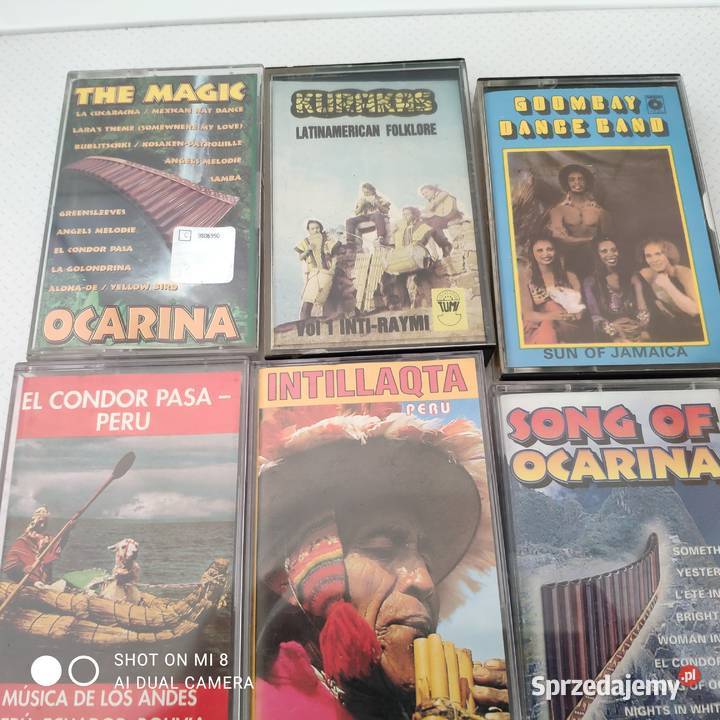 THE MAGIC
LA CUCARACHA / MEXICAN HAT DANCE
LARA'S THEME (SOMEWHERE MY LOVE)
BUBLITSCHKI / KOSAKEN-PATROUILLE
ANGELS MELODIE
SAMBA
GREENSLEEVES
ANGELS MELODIE
EL CONDOR PASA
LA GOLONDRINA
ALOHA-OE / YELLOW BIRD
OCARINA
LATINAMERICAN FOLKLORE
TUMI
Vol 1 INTI-RAYMI
GOOMBAY
DANCE BAND
SUN OF JAMAICA
EL CONDOR PASA –
PERU
MÚSICA DE LOS ANDES
INTILLAQTA
PERU
SONG OF
OCARINA
SOMETH
YESTER
L'ETE IN
BRIGHT
WOMAN IN
EL CONDOR
NIGHTS IN WHIT
SHOT ON MI 8
AI DUAL CAMERA
Sprzedajemy.pl